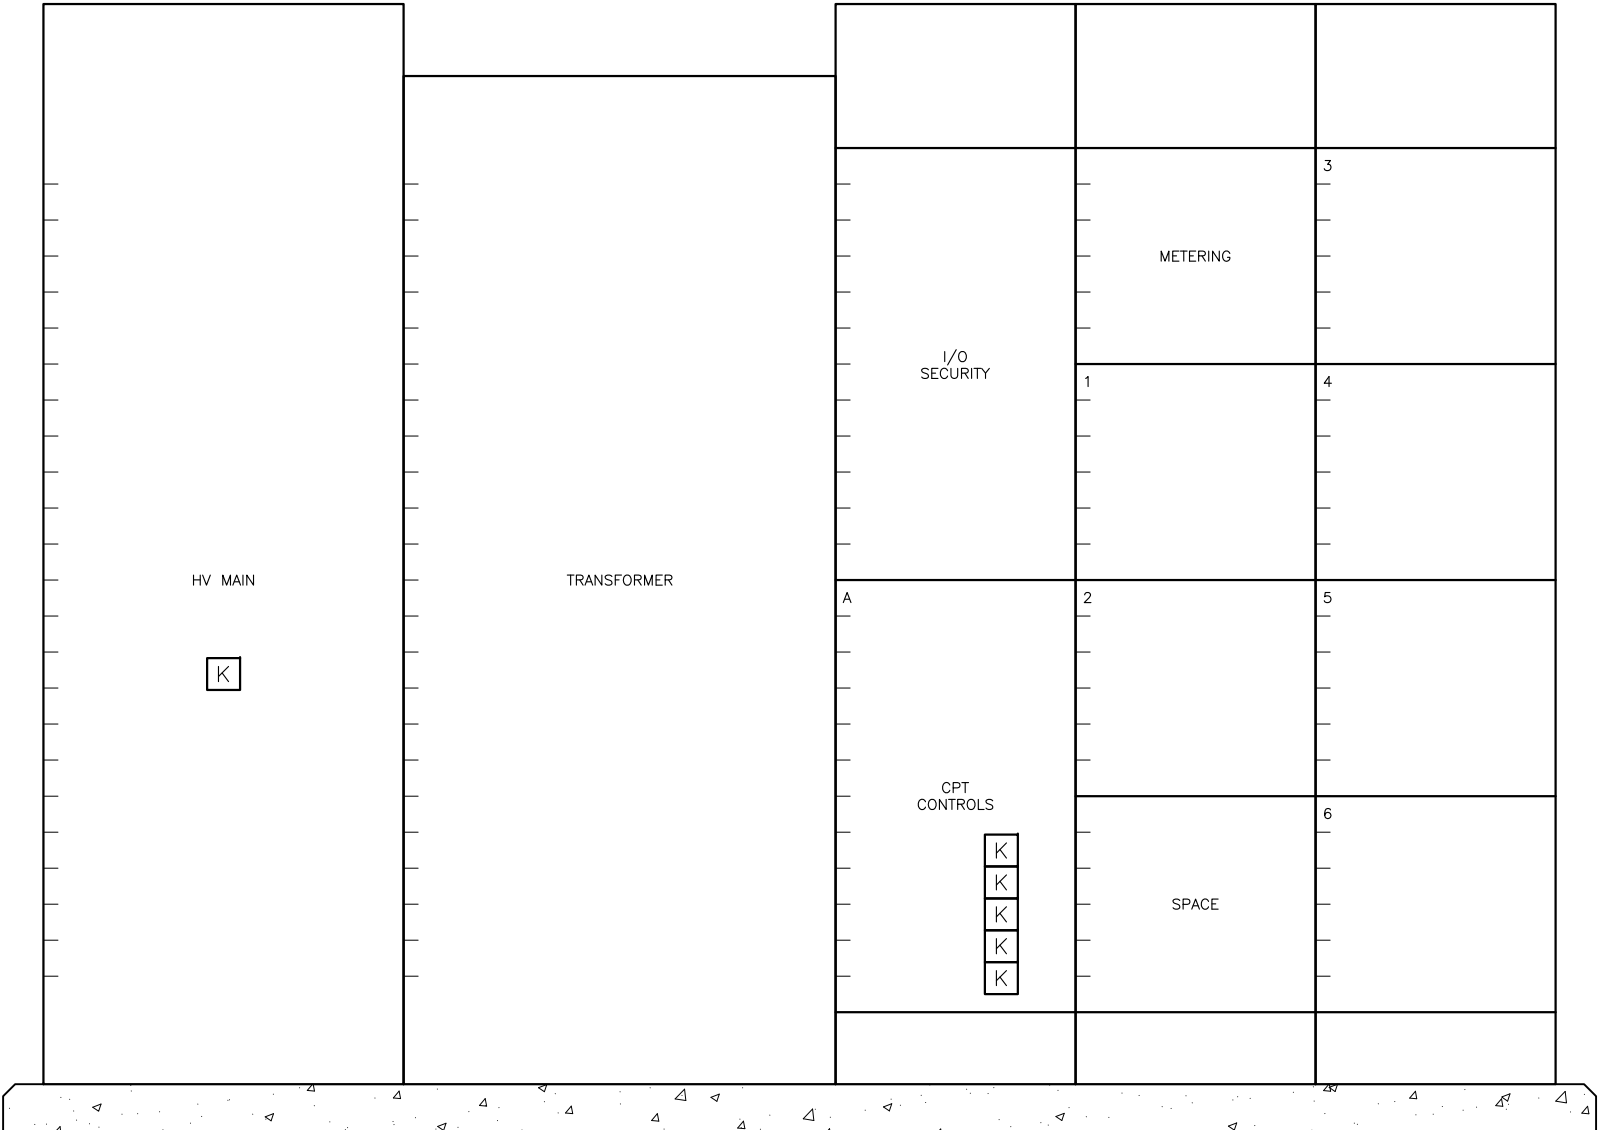 3
METERING
I/O
SECURITY
1
4
HV MAIN
TRANSFORMER
A
2
5
K
CPT
CONTROLS
6
K
K
SPACE
K
K
K